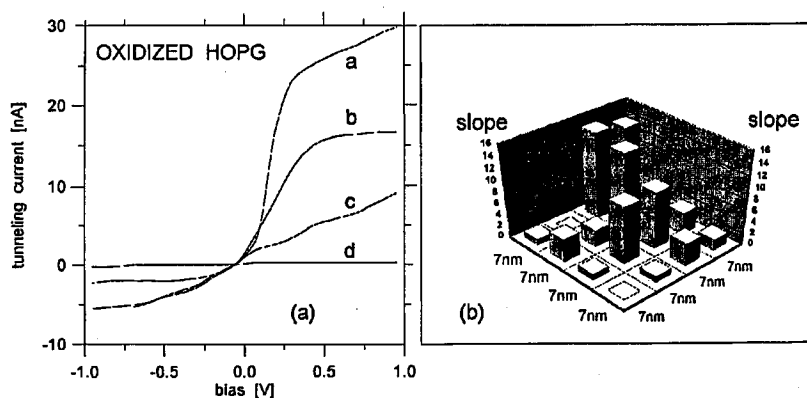 OXIDIZED HOPG
tunneling current [nA]
30
20
10
0
-10
a
b
c
d
(a)
-1.0
-0.5
0.0
0.5
1.0
bias [V]
slope
slope
16
14
12
10
8
6
4
2
0
16
14
12
10
8
6
4
2
0
7nm
7nm
7nm
7nm
7nm
7nm
7nm
7nm
(b)